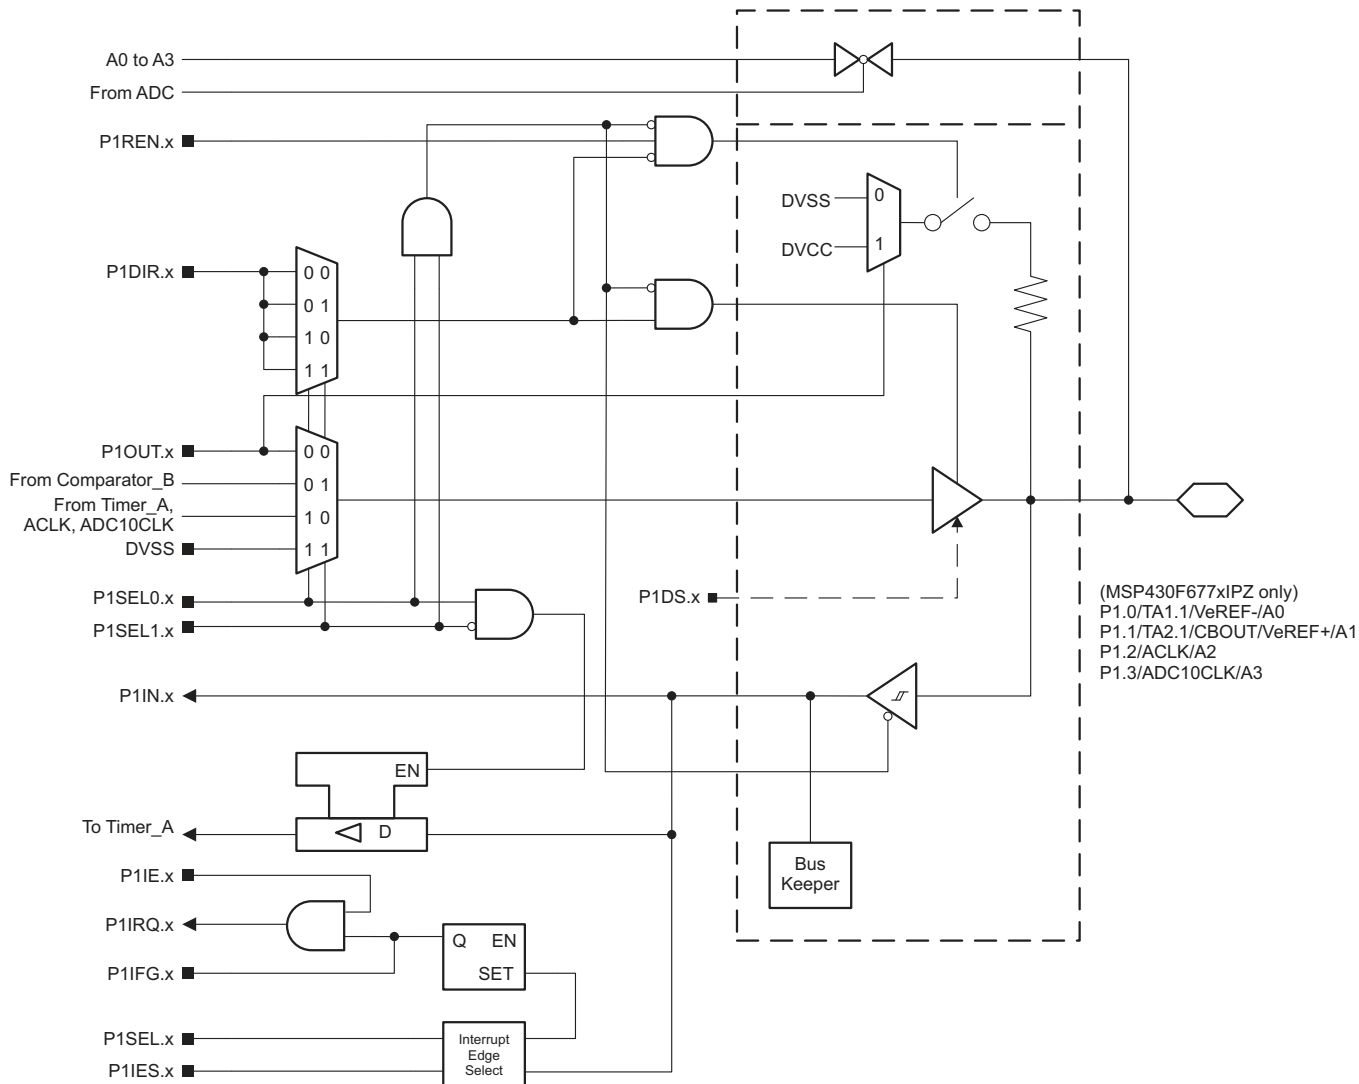 A0 to A3
From ADC
P1REN.x
DVSS
0
DVCC
1
P1DIR.x
0 0
0 1
1 0
1 1
P1OUT.x
0 0
From Comparator_B
0 1
From Timer_A,
ACLK, ADC10CLK
1 0
DVSS
1 1
P1SEL0.x
P1SEL1.x
P1DS.x
(MSP430F677xIPZ only)
P1.0/TA1.1/VeREF-/A0
P1.1/TA2.1/CBOUT/VeREF+/A1
P1.2/ACLK/A2
P1.3/ADC10CLK/A3
P1IN.x
EN
To Timer_A
D
Bus
Keeper
P1IE.x
P1IRQ.x
Q EN
P1IFG.x
SET
P1SEL.x
P1IES.x
Interrupt
Edge
Select